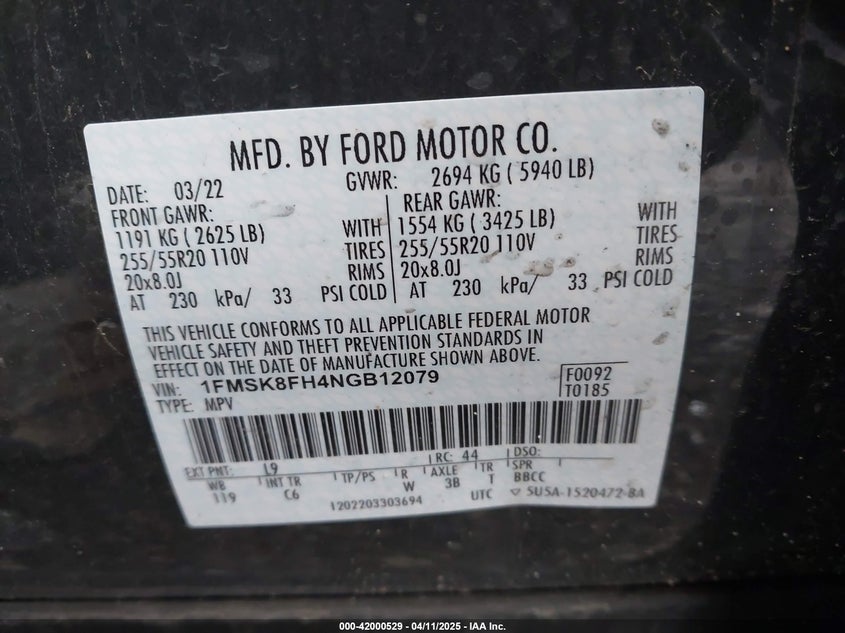 MFD. BY FORD MOTOR CO.
DATE: 03/22 GVWR: 2694 KG ( 5940 LB)
FRONT GAWR: REAR GAWR:
1191 KG ( 2625 LB) WITH 1554 KG ( 3425 LB) WITH
255/55R20 110V TIRES 255/55R20 110V TIRES
20x8.0J RIMS 20x8.0J RIMS
AT 230 kPa/ 33 PSI COLD AT 230 kPa/ 33 PSI COLD
THIS VEHICLE CONFORMS TO ALL APPLICABLE FEDERAL MOTOR
VEHICLE SAFETY AND THEFT PREVENTION STANDARDS IN
EFFECT ON THE DATE OF MANUFACTURE SHOWN ABOVE.
VIN: 1FMSK8FH4NGB12079 F0092
TYPE: MPV T0185
EXT PNT: L9 RC: 44 DSO:
WB INT TR TP/PS R AXLE TR SPR
119 C6 W 3B T BBCC
1202203303694 UTC ▽ 5U5A-1520472-BA
000-42000529 - 04/11/2025 - IAA Inc.